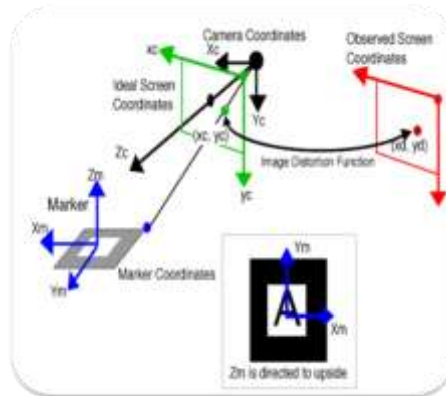 Camera Coordinates
xc
Xc
Observed Screen
Coordinates
Ideal Screen
Coordinates
Yc
Zc
(xc, yc)
(xd, yd)
Image Distortion Function
yc
Zm
Marker
Xm
Ym
Marker Coordinates
Ym
A
Xm
Zm is directed to upside